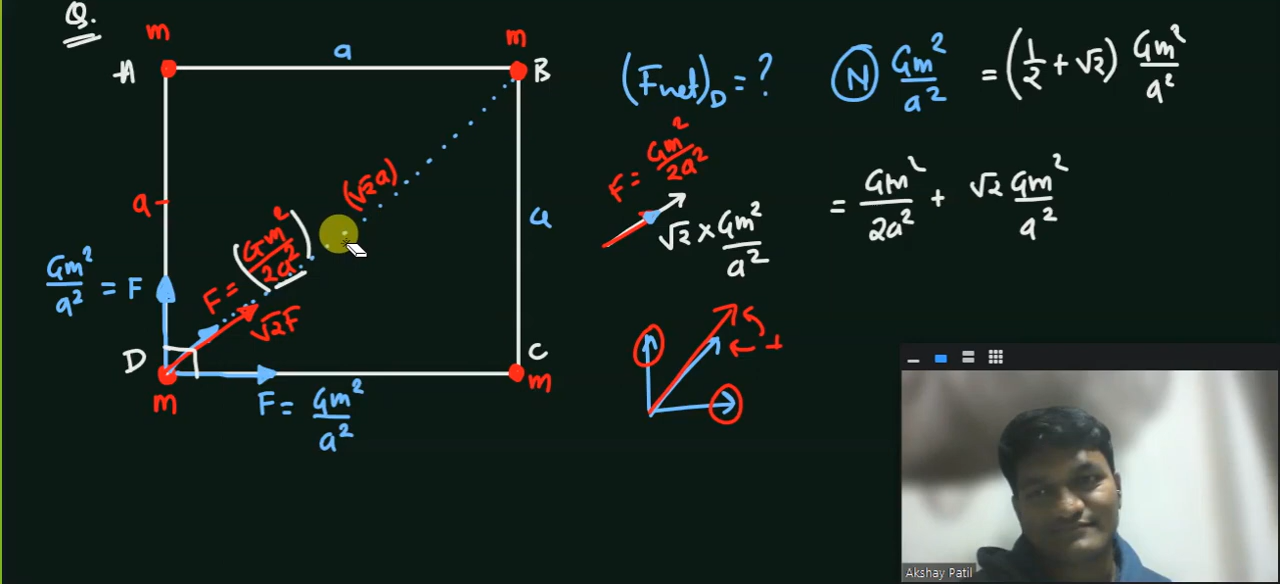 Q.
m
a
m
A
B
(Fnet)_D = ?
(N) Gm²/a² = (1/2 + √2) Gm²/a²
F = Gm²/2a²
√2 × Gm²/a²
= Gm²/2a² + √2 Gm²/a²
a
(√2a)
a
F = (Gm²/2a²)
Gm²/a² = F
√2F
D
C
m
m
F = Gm²/a²
Akshay Patil